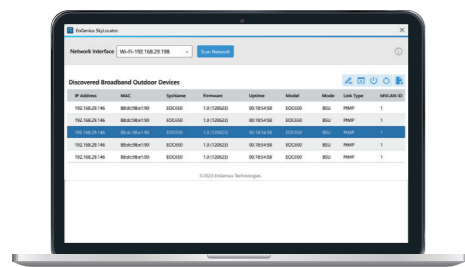 EnGenius SkyLocator
Network Interface Wi-Fi-192.168.29.198 Scan Network
Discovered Broadband Outdoor Devices
IP Address MAC SysName Firmware Uptime Model Mode Link Type MVLAN ID
192.168.29.146 88:dc:98:e1:90 EOC650 1.0 (120623) 00:18:54:58 EOC650 BSU PtMP 1
192.168.29.146 88:dc:98:e1:90 EOC650 1.0 (120623) 00:18:54:58 EOC650 BSU PtMP 1
192.168.29.146 88:dc:98:e1:90 EOC650 1.0 (120623) 00:18:54:58 EOC650 BSU PtMP 1
192.168.29.146 88:dc:98:e1:90 EOC650 1.0 (120623) 00:18:54:58 EOC650 BSU PtMP 1
192.168.29.146 88:dc:98:e1:90 EOC650 1.0 (120623) 00:18:54:58 EOC650 BSU PtMP 1
©2023 EnGenius Technologies